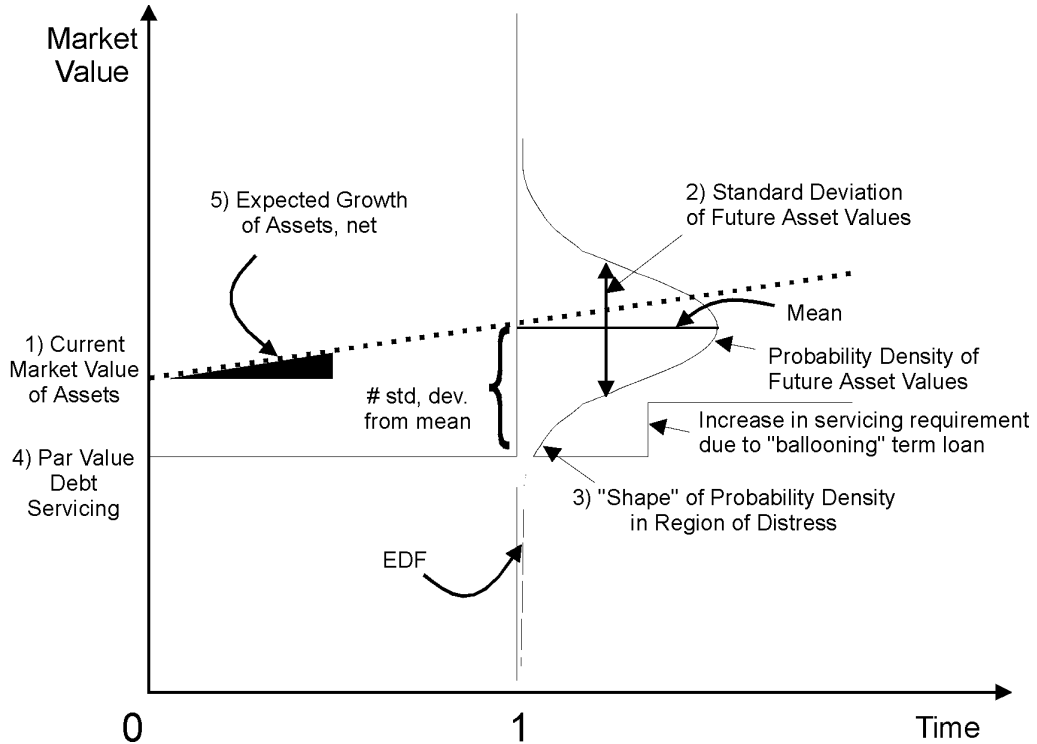 Market
Value
5) Expected Growth
of Assets, net
2) Standard Deviation
of Future Asset Values
Mean
1) Current
Market Value
of Assets
# std, dev.
from mean
Probability Density of
Future Asset Values
Increase in servicing requirement
due to "ballooning" term loan
4) Par Value
Debt
Servicing
3) "Shape" of Probability Density
in Region of Distress
EDF
0
1
Time